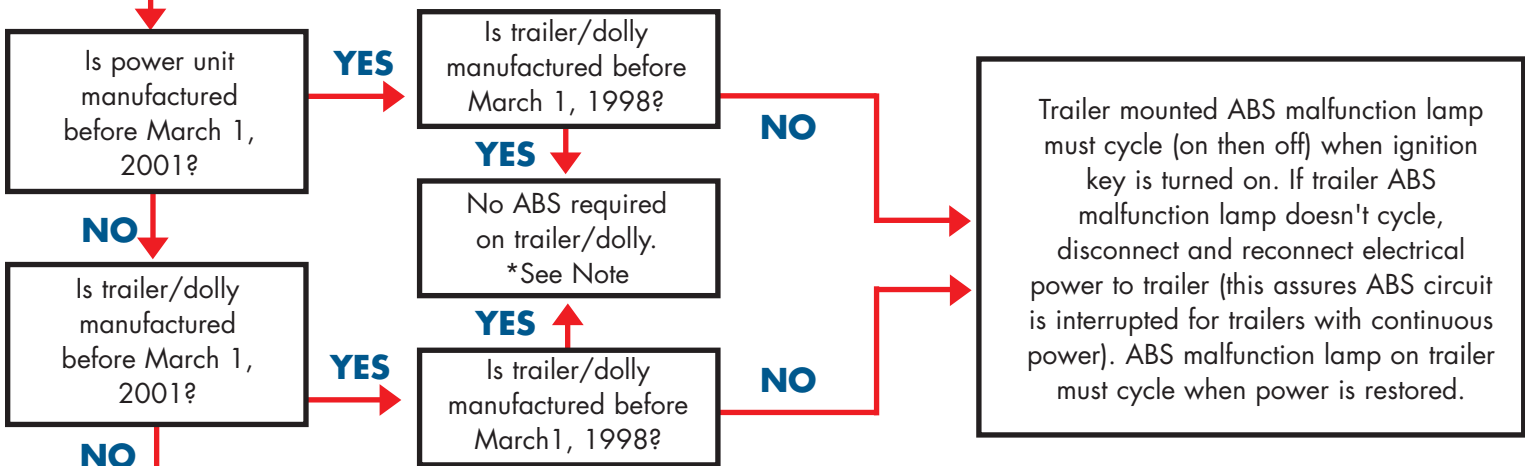 Is power unit
manufactured
before March 1,
2001?
YES
Is trailer/dolly
manufactured before
March 1, 1998?
NO
YES
No ABS required
on trailer/dolly.
*See Note
NO
Is trailer/dolly
manufactured
before March 1,
2001?
YES
Is trailer/dolly
manufactured before
March1, 1998?
YES
NO
NO
Trailer mounted ABS malfunction lamp
must cycle (on then off) when ignition
key is turned on. If trailer ABS
malfunction lamp doesn't cycle,
disconnect and reconnect electrical
power to trailer (this assures ABS circuit
is interrupted for trailers with continuous
power). ABS malfunction lamp on trailer
must cycle when power is restored.